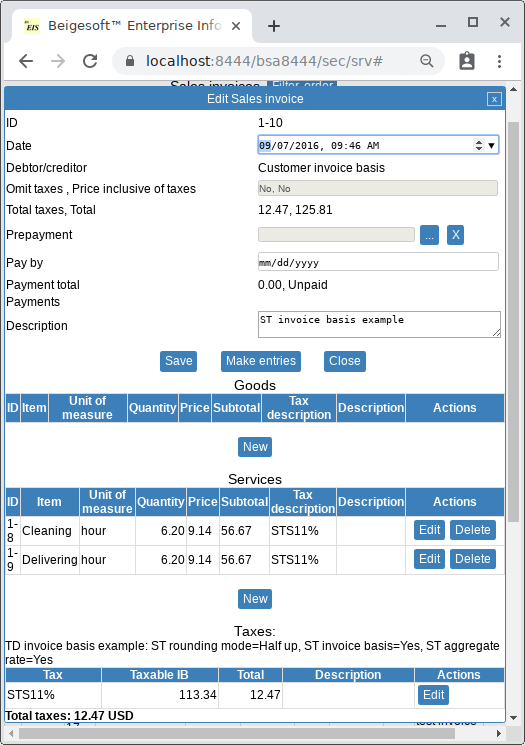 EIS Beigesoft™ Enterprise Info
localhost:8444/bsa8444/sec/srv#
Sales invoices Filter, order
Edit Sales invoice x
ID 1-10
Date 09/07/2016, 09:46 AM
Debtor/creditor Customer invoice basis
Omit taxes , Price inclusive of taxes No, No
Total taxes, Total 12.47, 125.81
Prepayment ... X
Pay by mm/dd/yyyy
Payment total 0.00, Unpaid
Payments
Description ST invoice basis example
Save Make entries Close
Goods
ID Item Unit of measure Quantity Price Subtotal Tax description Description Actions
New
Services
ID Item Unit of measure Quantity Price Subtotal Tax description Description Actions
1-8 Cleaning hour 6.20 9.14 56.67 STS11% Edit Delete
1-9 Delivering hour 6.20 9.14 56.67 STS11% Edit Delete
New
Taxes:
TD invoice basis example: ST rounding mode=Half up, ST invoice basis=Yes, ST aggregate
rate=Yes
Tax Taxable IB Total Description Actions
STS11% 113.34 12.47 Edit
Total taxes: 12.47 USD